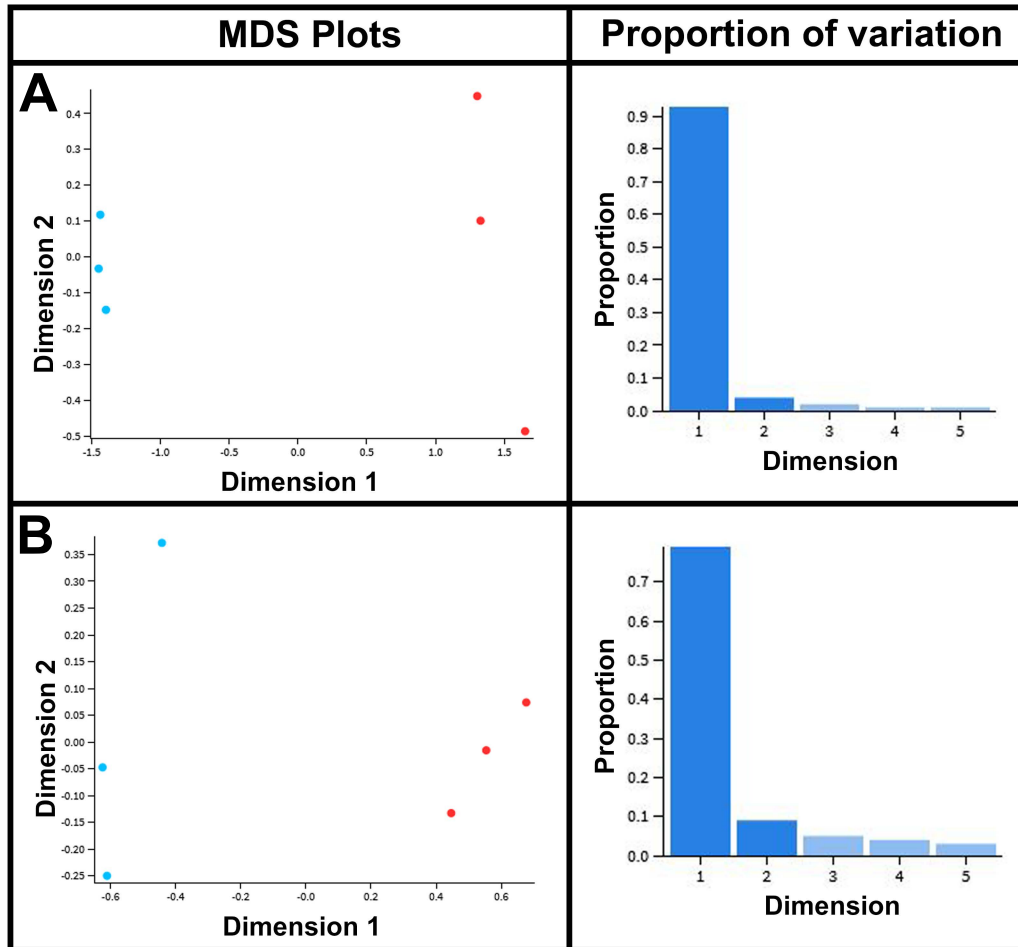 MDS Plots
Proportion of variation
A
Dimension 2
0.4
0.3
0.2
0.1
0.0
-0.1
-0.2
-0.3
-0.4
-0.5
-1.5 -1.0 -0.5 0.0 0.5 1.0 1.5
Dimension 1
Proportion
0.9
0.8
0.7
0.6
0.5
0.4
0.3
0.2
0.1
0.0
1 2 3 4 5
Dimension
B
Dimension 2
0.35
0.30
0.25
0.20
0.15
0.10
0.05
0.00
-0.05
-0.10
-0.15
-0.20
-0.25
-0.6 -0.4 -0.2 -0.0 0.2 0.4 0.6
Dimension 1
Proportion
0.7
0.6
0.5
0.4
0.3
0.2
0.1
0.0
1 2 3 4 5
Dimension